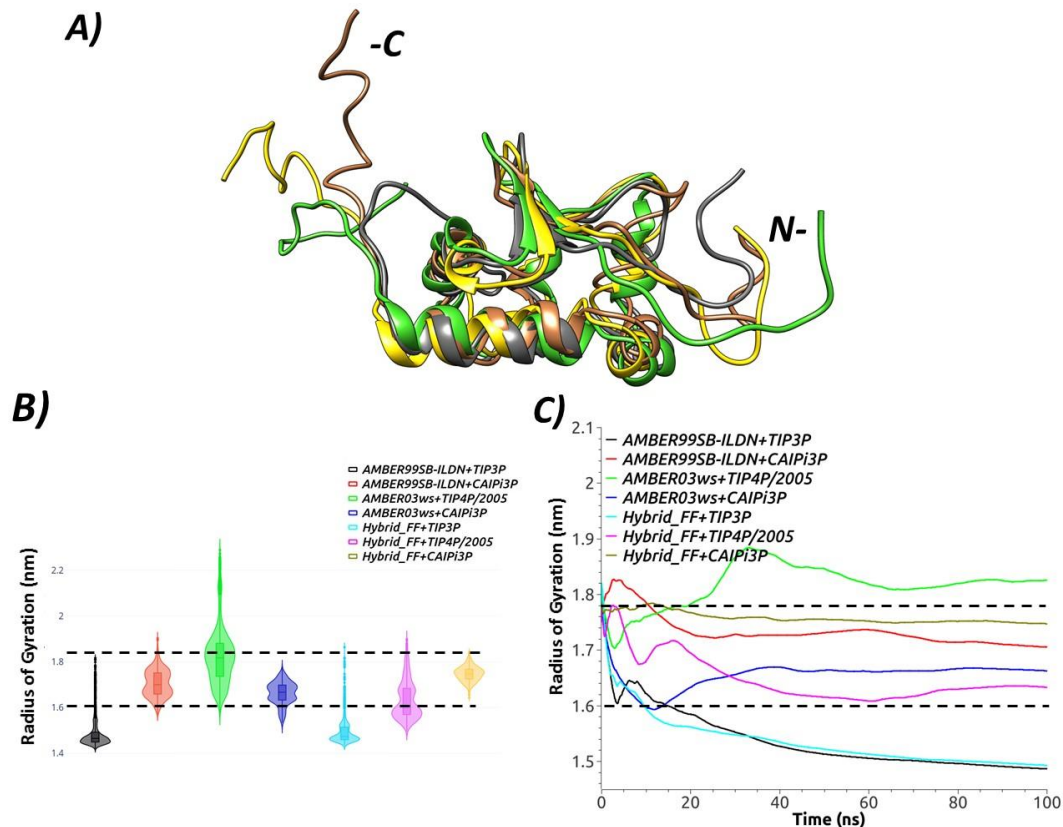 A)
-C
N-
B)
Radius of Gyration (nm)
2.2
2
1.8
1.6
1.4
AMBER99SB-ILDN+TIP3P
AMBER99SB-ILDN+CAIPi3P
AMBER03ws+TIP4P/2005
AMBER03ws+CAIPi3P
Hybrid_FF+TIP3P
Hybrid_FF+TIP4P/2005
Hybrid_FF+CAIPi3P
C)
Radius of Gyration (nm)
2.1
2
1.9
1.8
1.7
1.6
1.5
AMBER99SB-ILDN+TIP3P
AMBER99SB-ILDN+CAIPi3P
AMBER03ws+TIP4P/2005
AMBER03ws+CAIPi3P
Hybrid_FF+TIP3P
Hybrid_FF+TIP4P/2005
Hybrid_FF+CAIPi3P
0 20 40 60 80 100
Time (ns)